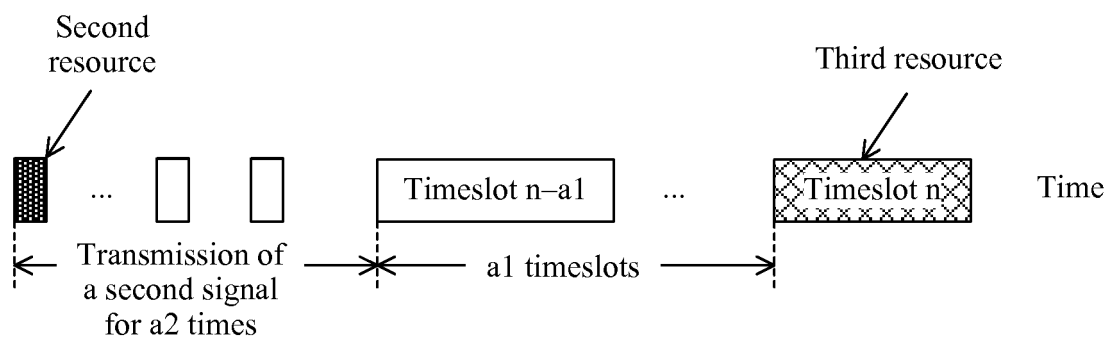 Second
resource
Third resource
...
Timeslot n–a1
...
Timeslot n
Time
Transmission of
a second signal
for a2 times
a1 timeslots